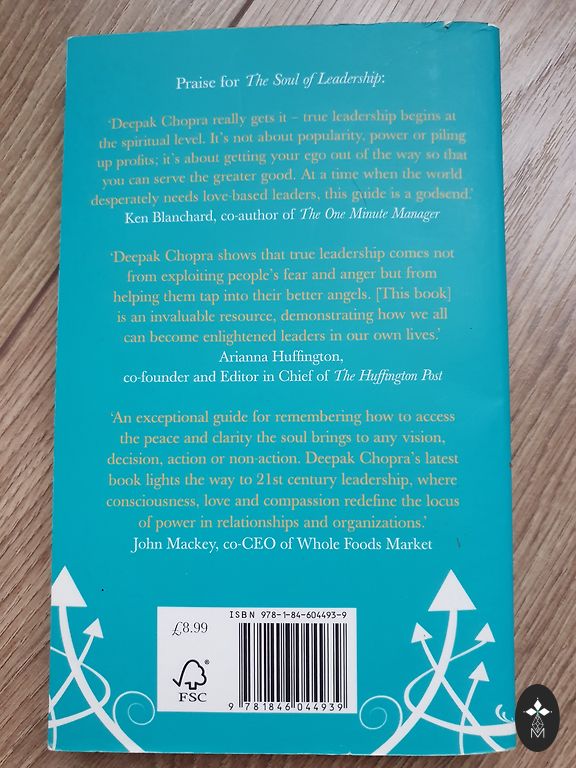 Praise for The Soul of Leadership:
‘Deepak Chopra really gets it – true leadership begins at
the spiritual level. It’s not about popularity, power or piling
up profits; it’s about getting your ego out of the way so that
you can serve the greater good. At a time when the world
desperately needs love-based leaders, this guide is a godsend.’
Ken Blanchard, co-author of The One Minute Manager
‘Deepak Chopra shows that true leadership comes not
from exploiting people’s fear and anger but from
helping them tap into their better angels. [This book]
is an invaluable resource, demonstrating how we all
can become enlightened leaders in our own lives.’
Arianna Huffington,
co-founder and Editor in Chief of The Huffington Post
‘An exceptional guide for remembering how to access
the peace and clarity the soul brings to any vision,
decision, action or non-action. Deepak Chopra’s latest
book lights the way to 21st century leadership, where
consciousness, love and compassion redefine the locus
of power in relationships and organizations.’
John Mackey, co-CEO of Whole Foods Market
£8.99
ISBN 978-1-84-604493-9
FSC
®
9 781846 044939
M